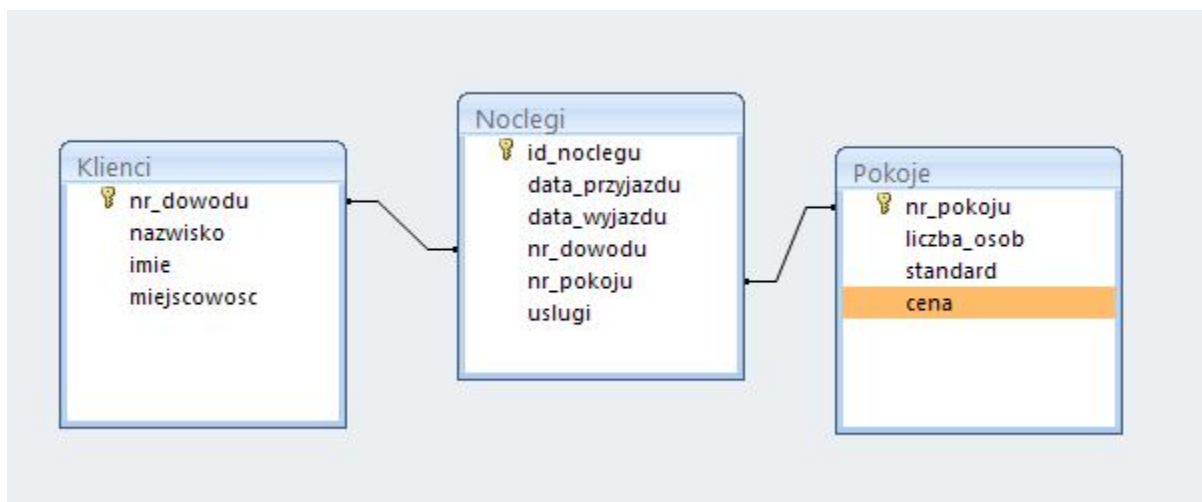 Klienci
nr_dowodu
nazwisko
imie
miejscowosc
Noclegi
id_noclegu
data_przyjazdu
data_wyjazdu
nr_dowodu
nr_pokoju
uslugi
Pokoje
nr_pokoju
liczba_osob
standard
cena